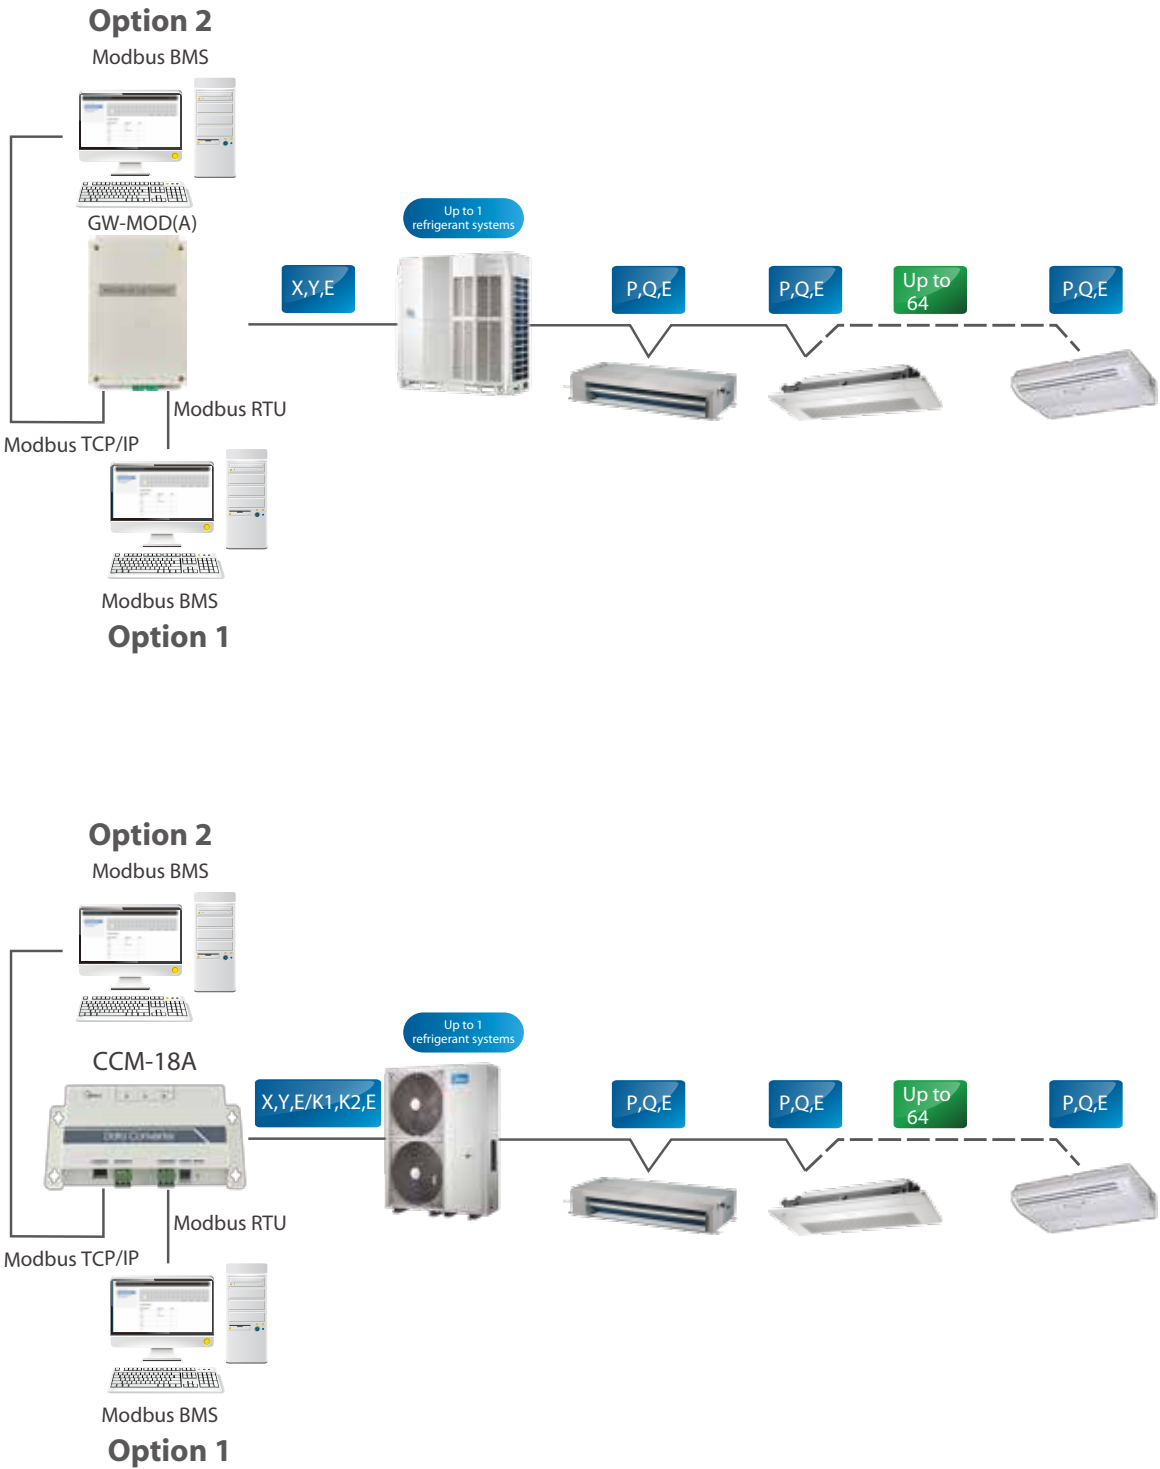 Option 2
Modbus BMS
GW-MOD(A)
Up to 1
refrigerant systems
X,Y,E
P,Q,E
P,Q,E
Up to
64
P,Q,E
Modbus RTU
Modbus TCP/IP
Modbus BMS
Option 1
Option 2
Modbus BMS
CCM-18A
Up to 1
refrigerant systems
X,Y,E/K1,K2,E
P,Q,E
P,Q,E
Up to
64
P,Q,E
Data Converter
Modbus RTU
Modbus TCP/IP
Modbus BMS
Option 1